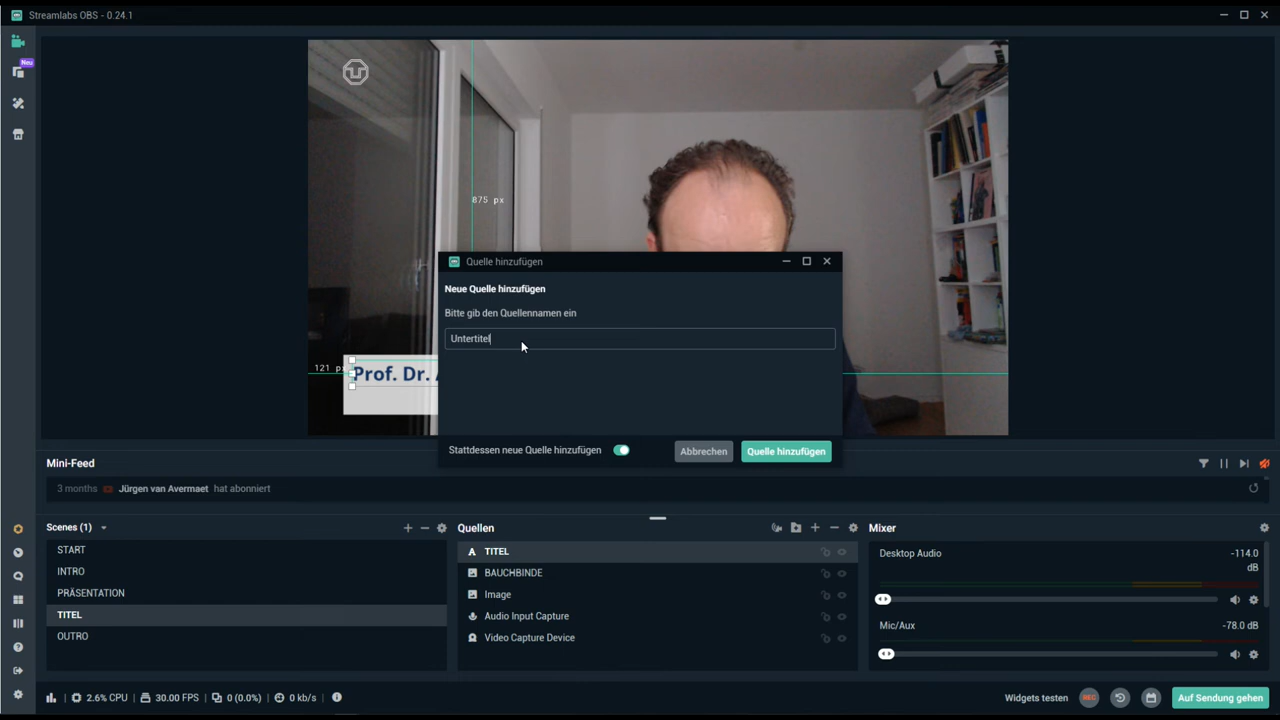 Streamlabs OBS - 0.24.1
Neu
875 px
Quelle hinzufügen
Neue Quelle hinzufügen
Bitte gib den Quellennamen ein
Untertitel
121 px
Prof. Dr.
Stattdessen neue Quelle hinzufügen
Abbrechen
Quelle hinzufügen
Mini-Feed
3 months
Jürgen van Avermaet hat abonniert
Scenes (1)
START
INTRO
PRÄSENTATION
TITEL
OUTRO
Quellen
TITEL
BAUCHBINDE
Image
Audio Input Capture
Video Capture Device
Mixer
Desktop Audio
-114.0 
dB
Mic/Aux
-78.0 dB
2.6% CPU
30.00 FPS
0 (0.0%)
0 kb/s
Widgets testen
REC
Auf Sendung gehen